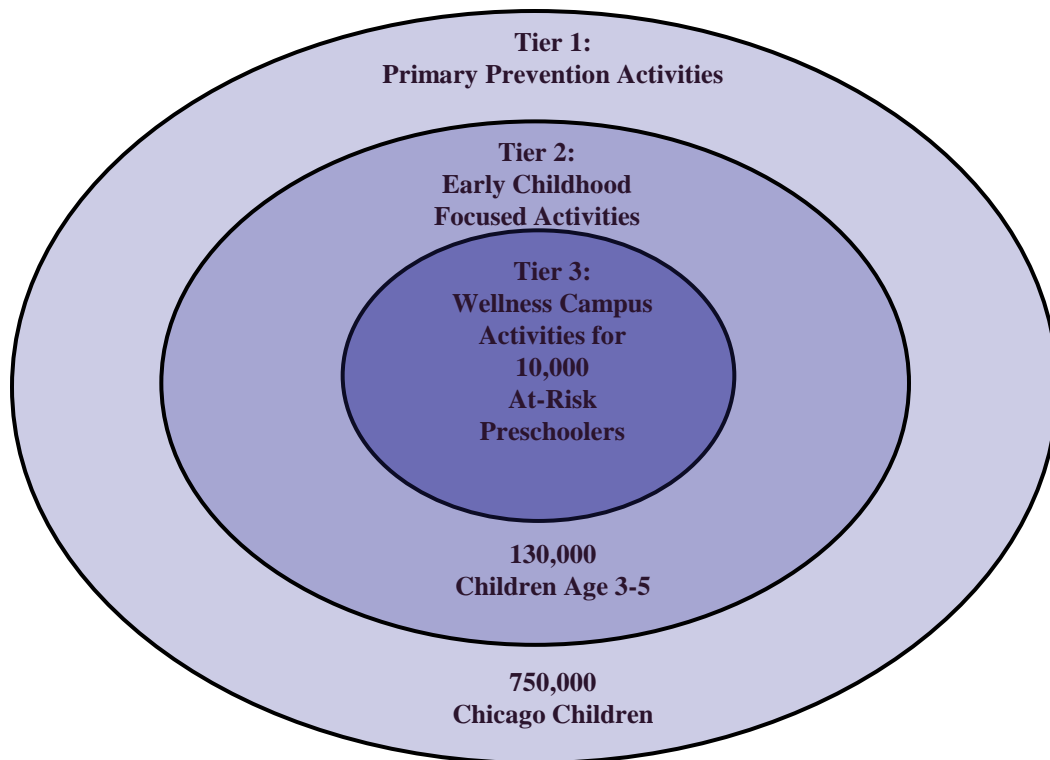 Tier 1:
Primary Prevention Activities
Tier 2:
Early Childhood
Focused Activities
Tier 3:
Wellness Campus
Activities for
10,000
At-Risk
Preschoolers
130,000
Children Age 3-5
750,000
Chicago Children